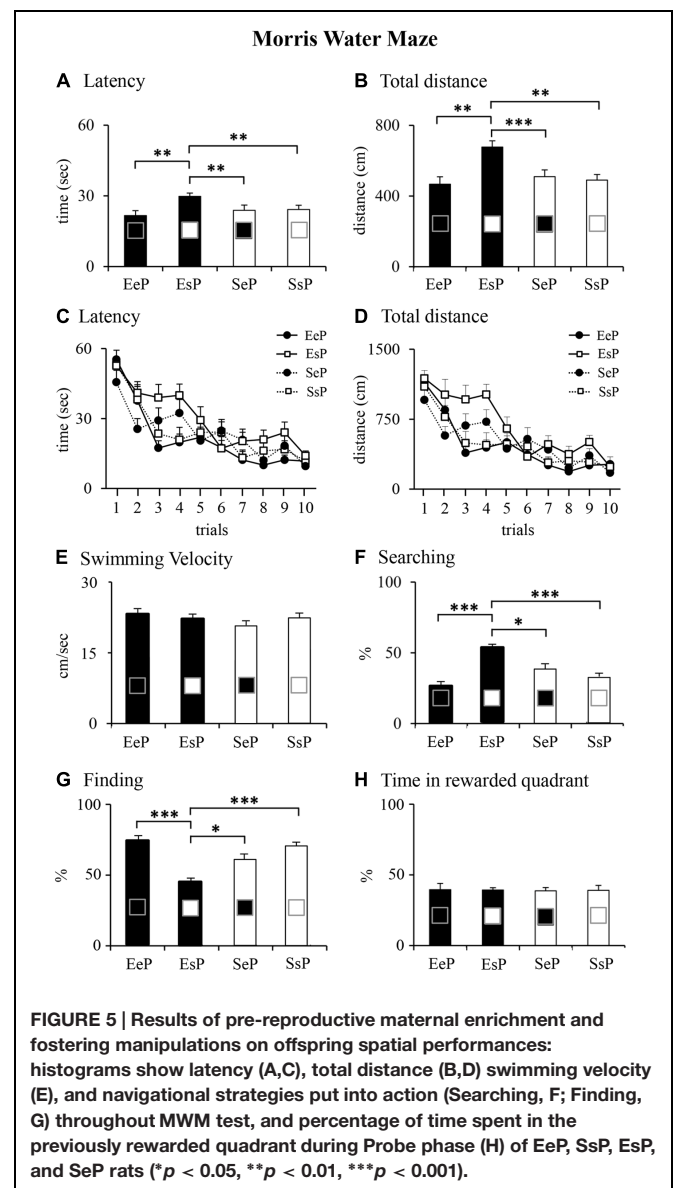 Morris Water Maze
A Latency
60
30
0
time (sec)
**
**
**
EeP EsP SeP SsP
B Total distance
800
400
0
distance (cm)
**
**
***
EeP EsP SeP SsP
C Latency
60
30
0
time (sec)
EeP
EsP
SeP
SsP
1 2 3 4 5 6 7 8 9 10
trials
D Total distance
1500
750
0
distance (cm)
EeP
EsP
SeP
SsP
1 2 3 4 5 6 7 8 9 10
trials
E Swimming Velocity
30
15
0
cm/sec
EeP EsP SeP SsP
F Searching
100
50
0
%
***
***
*
EeP EsP SeP SsP
G Finding
100
50
0
%
***
***
*
EeP EsP SeP SsP
H Time in rewarded quadrant
100
50
0
%
EeP EsP SeP SsP
FIGURE 5 | Results of pre-reproductive maternal enrichment and
fostering manipulations on offspring spatial performances:
histograms show latency (A,C), total distance (B,D) swimming velocity
(E), and navigational strategies put into action (Searching, F; Finding,
G) throughout MWM test, and percentage of time spent in the
previously rewarded quadrant during Probe phase (H) of EeP, SsP, EsP,
and SeP rats (*p < 0.05, **p < 0.01, ***p < 0.001).